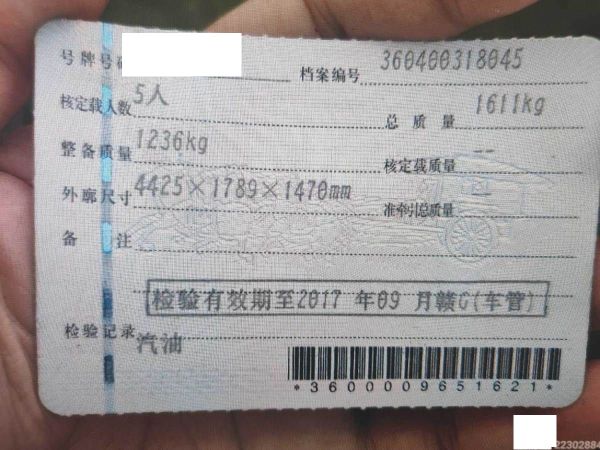 号牌号码
档案编号 360400318045
核定载人数 5人
总质量 1611kg
整备质量 1236kg
核定载质量 --
外廓尺寸 4425×1789×1470mm
准牵引总质量 --
备注
检验有效期至2017 年09 月赣G(车管)
检验记录
汽油
*3600009651621*
22302884